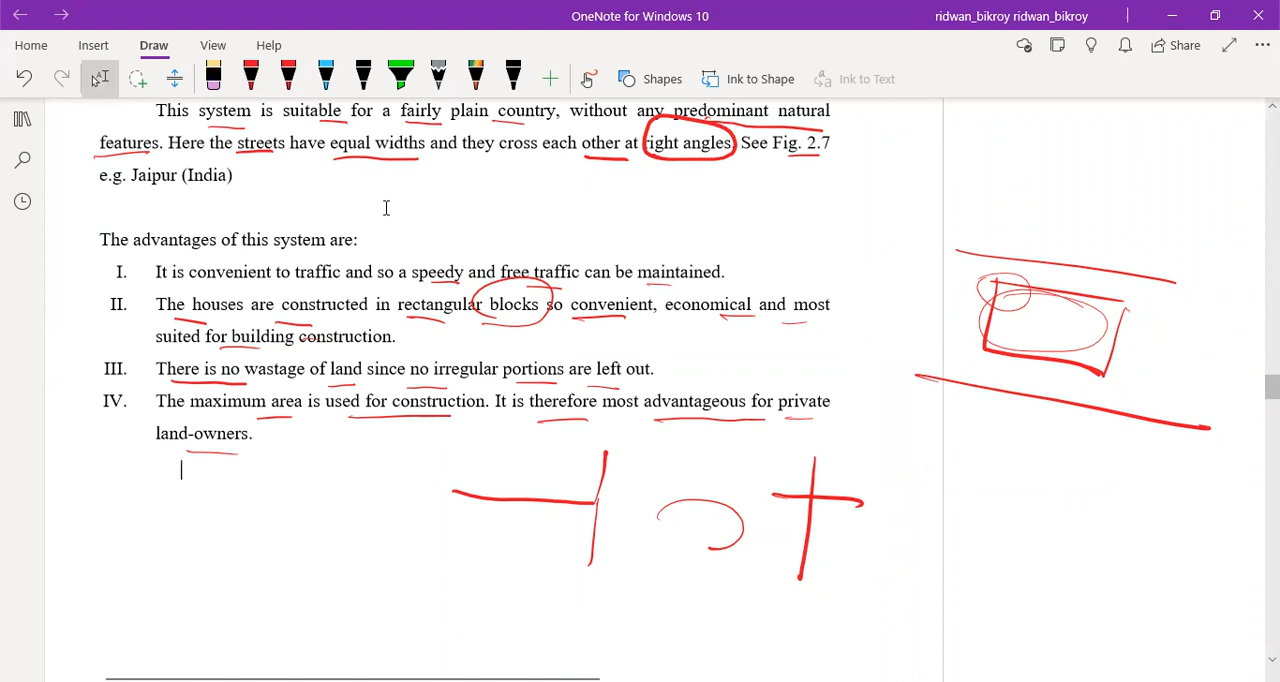 OneNote for Windows 10
ridwan_bikroy ridwan_bikroy
Home Insert Draw View Help
Share
Shapes Ink to Shape Ink to Text
This system is suitable for a fairly plain country, without any predominant natural
features. Here the streets have equal widths and they cross each other at right angles. See Fig. 2.7
e.g. Jaipur (India)
The advantages of this system are:
I. It is convenient to traffic and so a speedy and free traffic can be maintained.
II. The houses are constructed in rectangular blocks so convenient, economical and most
suited for building construction.
III. There is no wastage of land since no irregular portions are left out.
IV. The maximum area is used for construction. It is therefore most advantageous for private
land-owners.